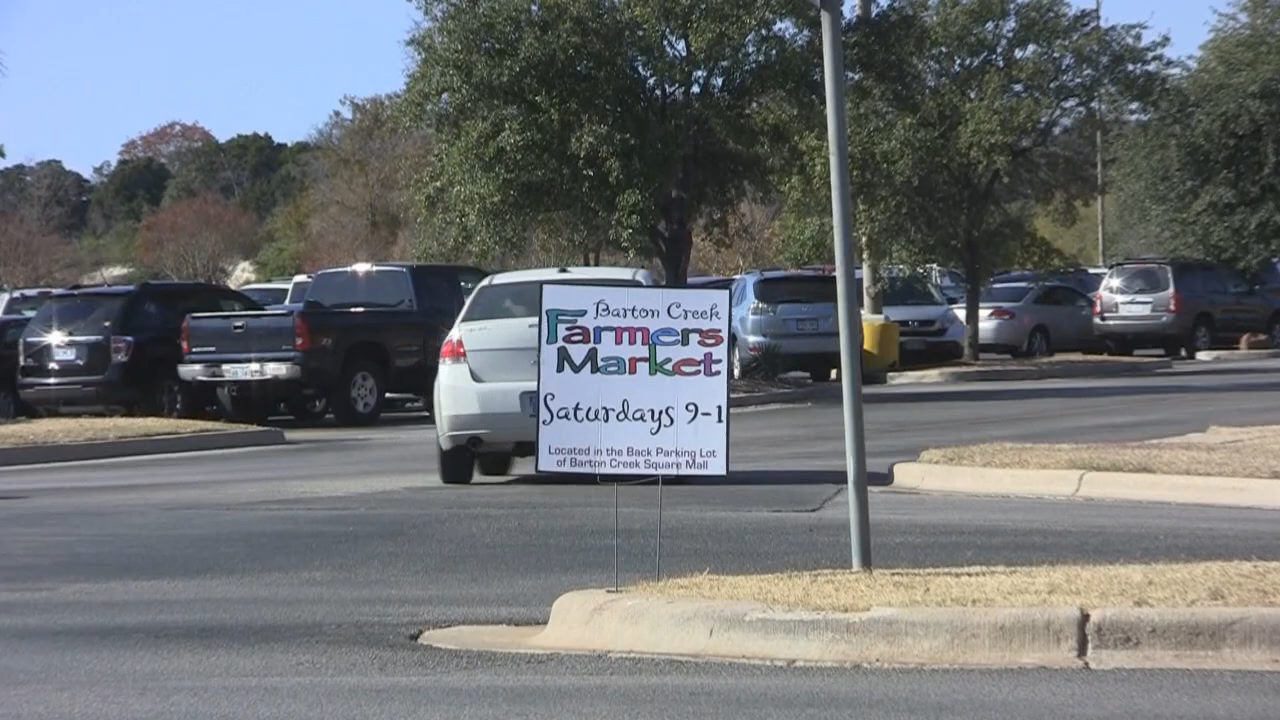 Barton Creek
Farmers
Market
Saturdays 9-1
Located in the Back Parking Lot
of Barton Creek Square Mall